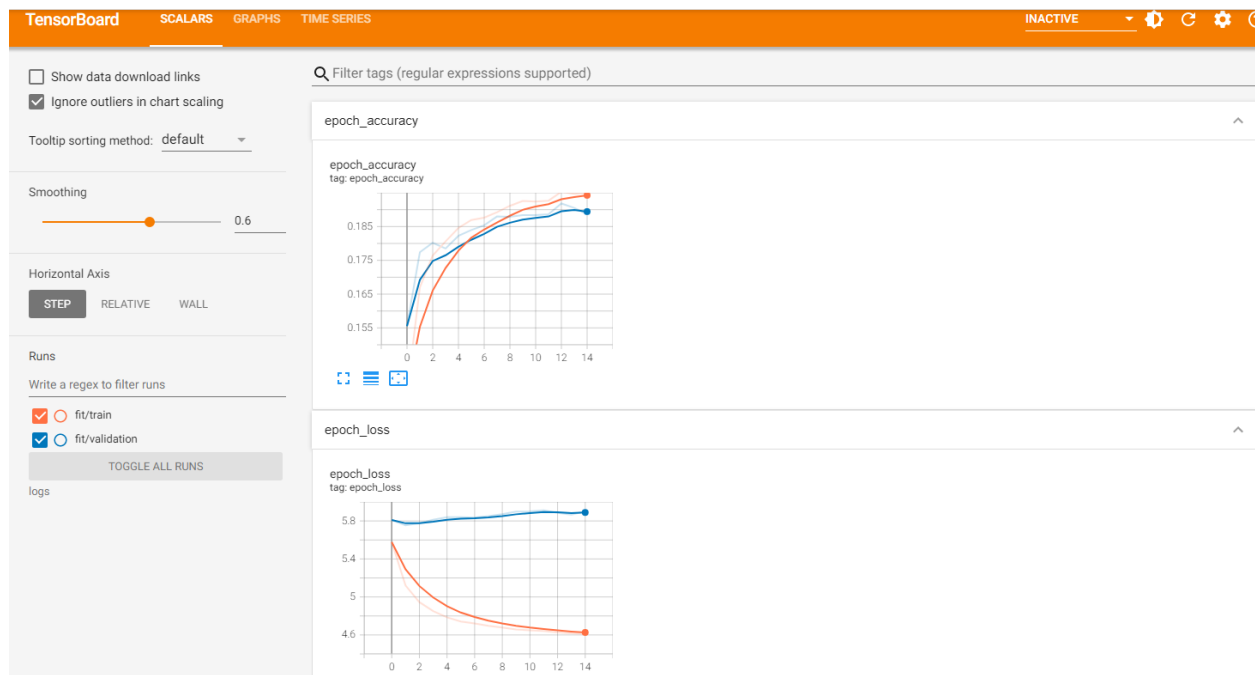 TensorBoard SCALARS GRAPHS TIME SERIES INACTIVE
Show data download links
Ignore outliers in chart scaling
Tooltip sorting method: default
Smoothing
0.6
Horizontal Axis
STEP RELATIVE WALL
Runs
Write a regex to filter runs
fit/train
fit/validation
TOGGLE ALL RUNS
logs
Filter tags (regular expressions supported)
epoch_accuracy
epoch_accuracy
tag: epoch_accuracy
0.185
0.175
0.165
0.155
0 2 4 6 8 10 12 14
epoch_loss
epoch_loss
tag: epoch_loss
5.8
5.4
5
4.6
0 2 4 6 8 10 12 14